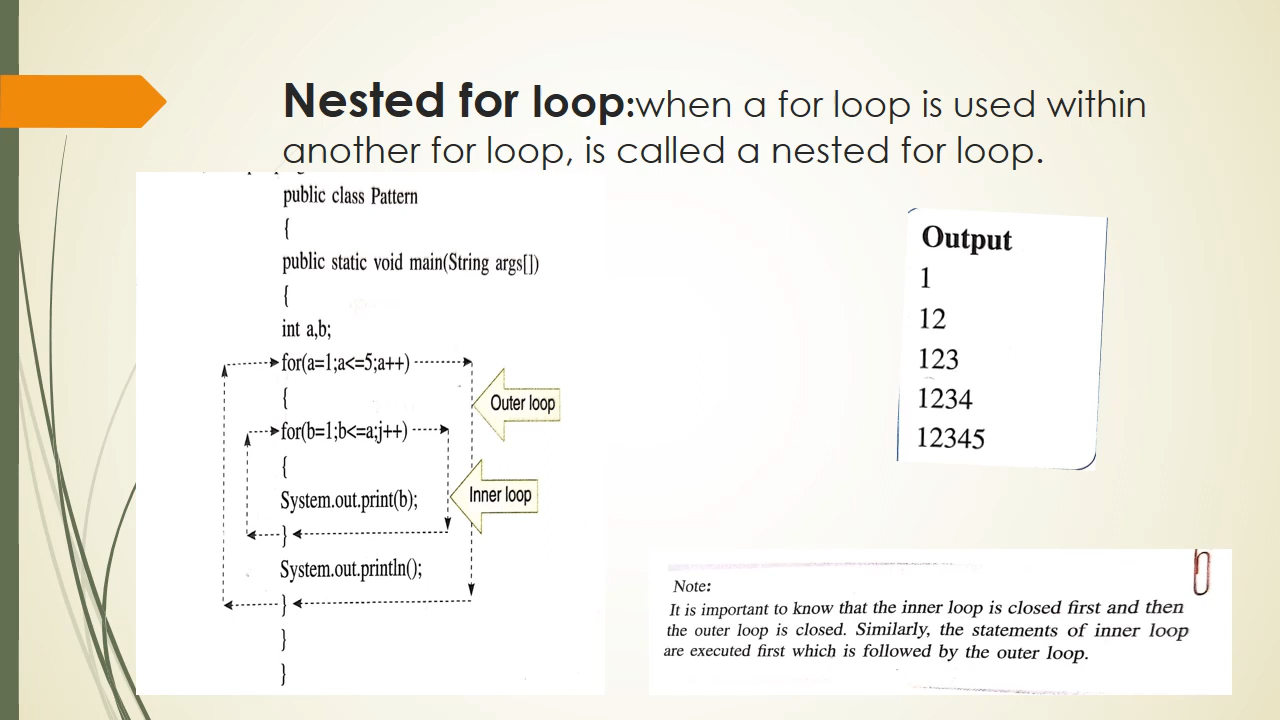 Nested for loop:when a for loop is used within
another for loop, is called a nested for loop.
public class Pattern
{
public static void main(String args[])
{
int a,b;
for(a=1;a<=5;a++)
{
Outer loop
for(b=1;b<=a;j++)
{
Inner loop
System.out.print(b);
}
System.out.println();
}
}
}
Output
1
12
123
1234
12345
Note:
It is important to know that the inner loop is closed first and then
the outer loop is closed. Similarly, the statements of inner loop
are executed first which is followed by the outer loop.